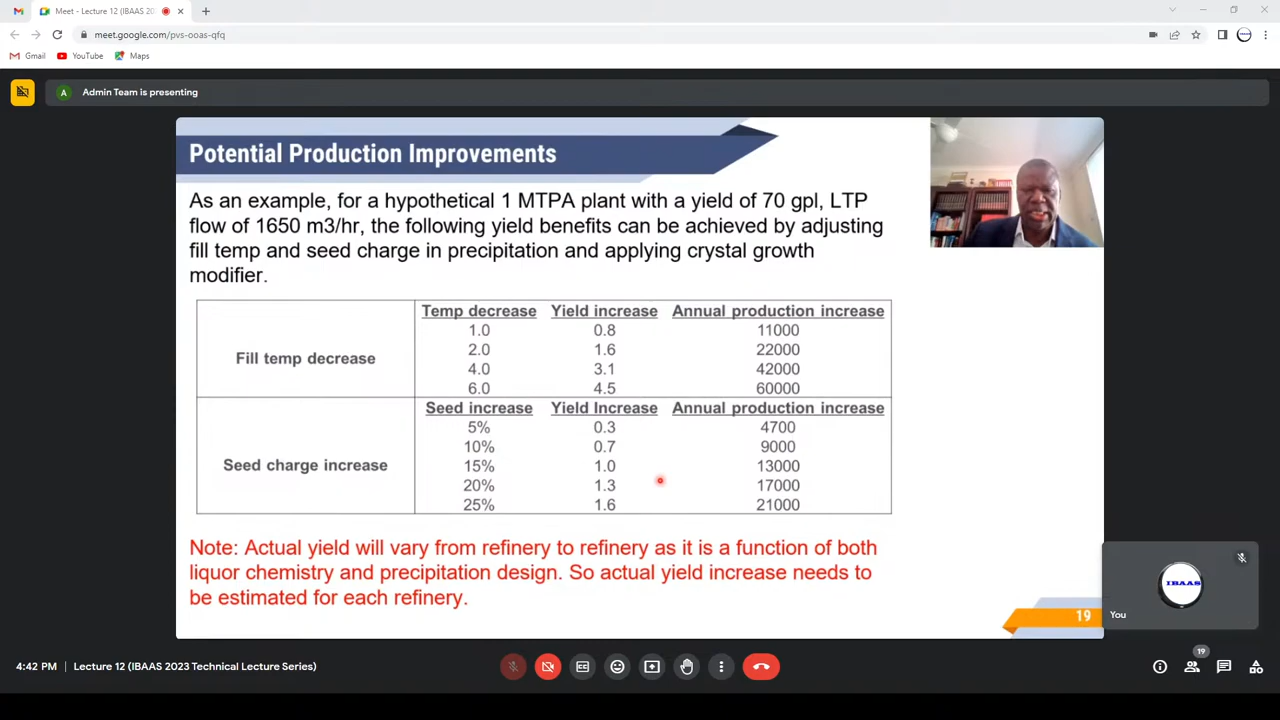 Meet - Lecture 12 (IBAAS 202
meet.google.com/pvs-ooas-qfq
Gmail YouTube Maps
A Admin Team is presenting
Potential Production Improvements
As an example, for a hypothetical 1 MTPA plant with a yield of 70 gpl, LTP
flow of 1650 m3/hr, the following yield benefits can be achieved by adjusting
fill temp and seed charge in precipitation and applying crystal growth
modifier.
Temp decrease Yield increase Annual production increase
1.0 0.8 11000
2.0 1.6 22000
Fill temp decrease
4.0 3.1 42000
6.0 4.5 60000
Seed increase Yield Increase Annual production increase
5% 0.3 4700
10% 0.7 9000
Seed charge increase 15% 1.0 13000
20% 1.3 17000
25% 1.6 21000
Note: Actual yield will vary from refinery to refinery as it is a function of both
liquor chemistry and precipitation design. So actual yield increase needs to
be estimated for each refinery.
IBAAS
You
19
4:42 PM | Lecture 12 (IBAAS 2023 Technical Lecture Series)
19